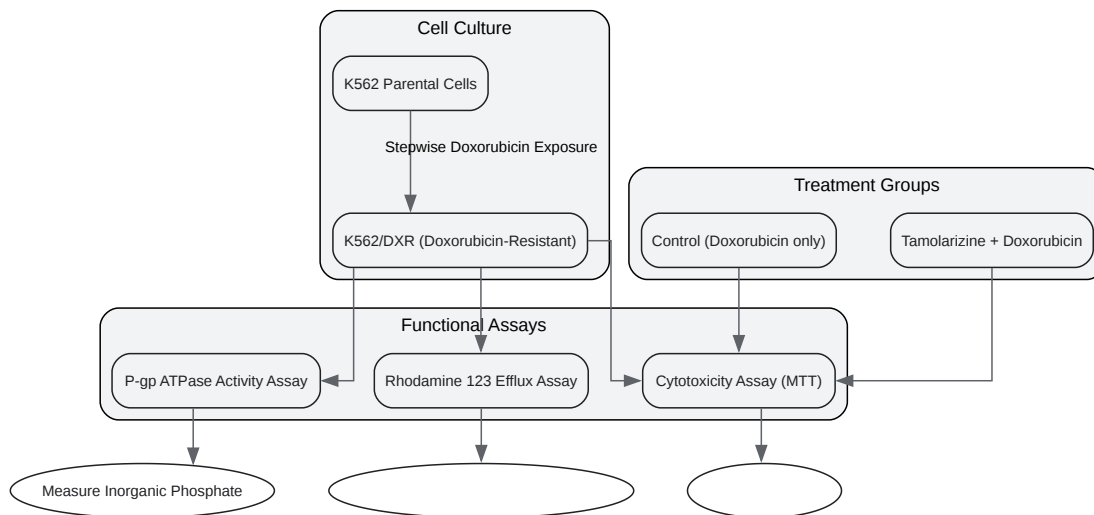 Cell Culture
K562 Parental Cells
Stepwise Doxorubicin Exposure
Treatment Groups
K562/DXR (Doxorubicin-Resistant)
Control (Doxorubicin only)
Tamolarizine + Doxorubicin
Functional Assays
P-gp ATPase Activity Assay
Rhodamine 123 Efflux Assay
Cytotoxicity Assay (MTT)
Measure Inorganic Phosphate